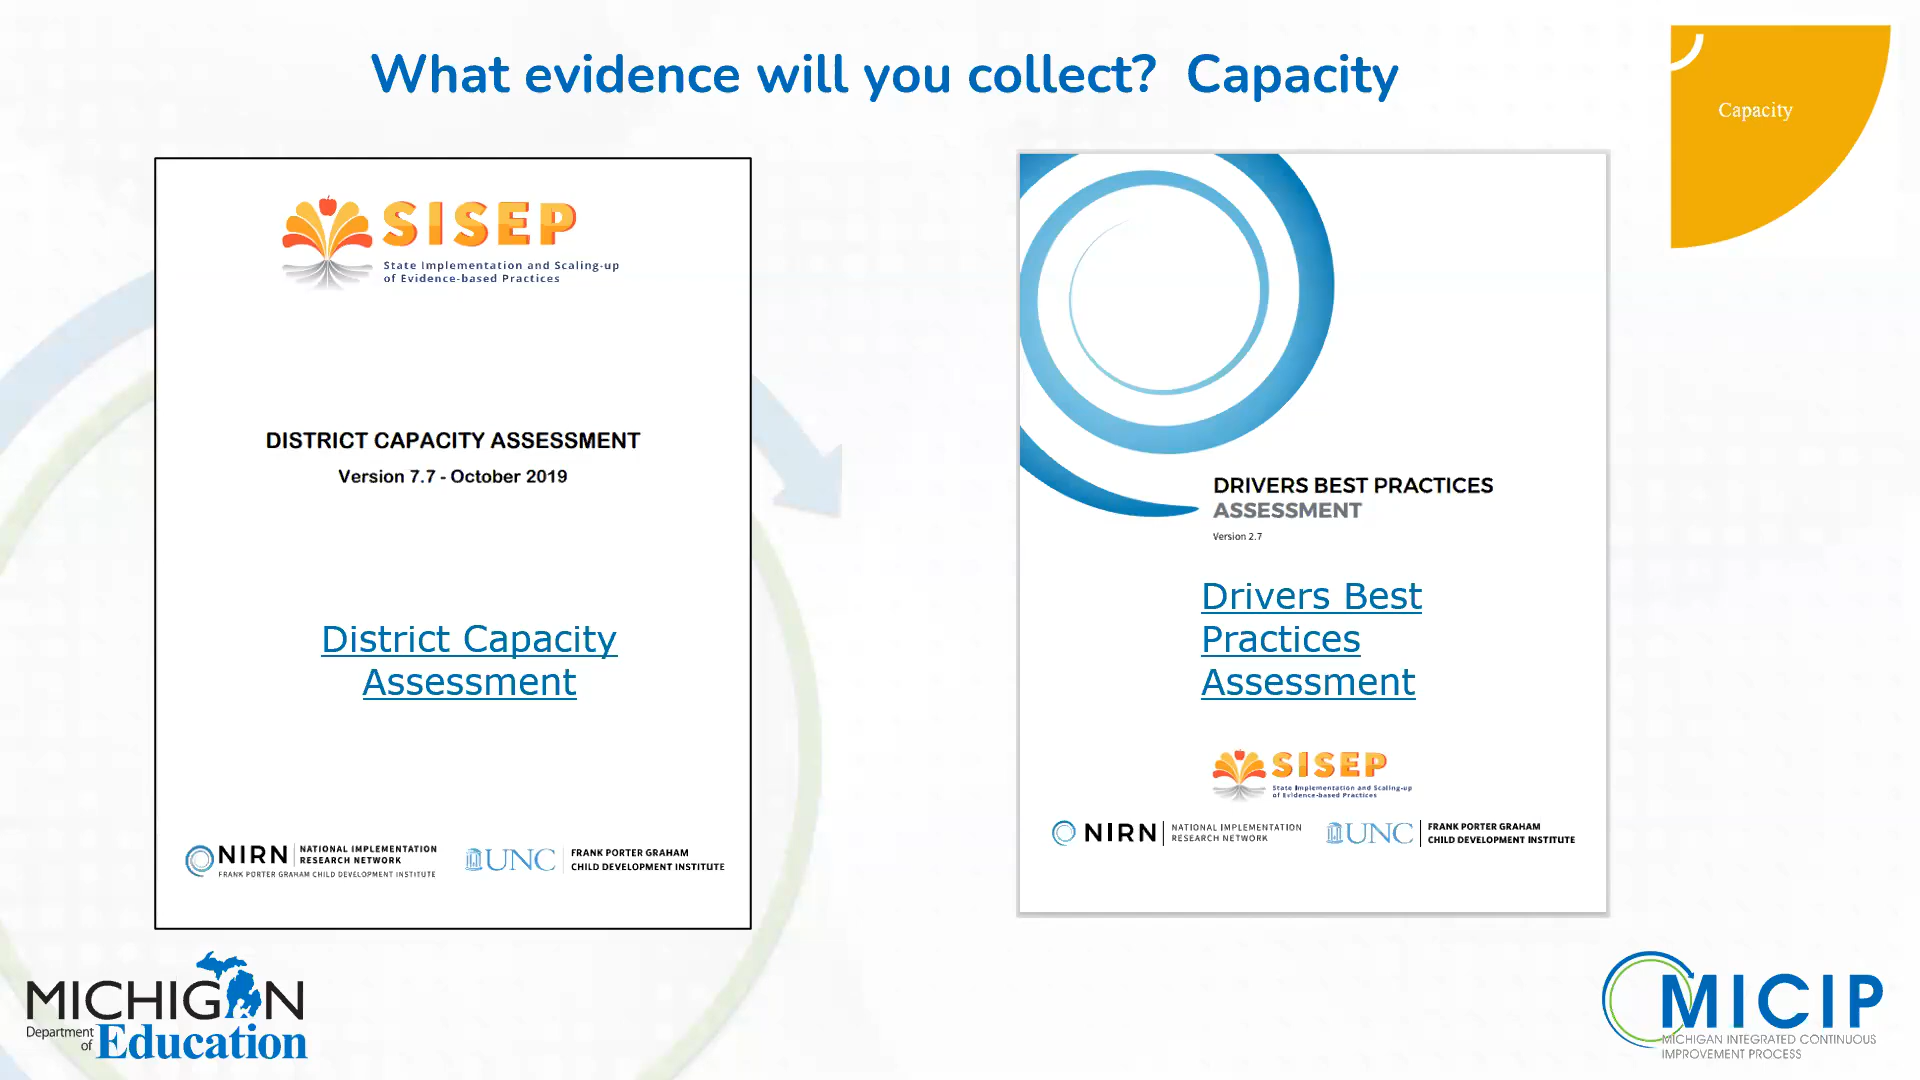 What evidence will you collect?  Capacity
Capacity
SISEP
State Implementation and Scaling-up
of Evidence-based Practices
DISTRICT CAPACITY ASSESSMENT
Version 7.7 - October 2019
District Capacity
Assessment
NIRN
NATIONAL IMPLEMENTATION
RESEARCH NETWORK
FRANK PORTER GRAHAM CHILD DEVELOPMENT INSTITUTE
UNC
FRANK PORTER GRAHAM
CHILD DEVELOPMENT INSTITUTE
DRIVERS BEST PRACTICES
ASSESSMENT
Version 2.7
Drivers Best
Practices
Assessment
SISEP
State Implementation and Scaling-up
of Evidence-based Practices
NIRN
NATIONAL IMPLEMENTATION
RESEARCH NETWORK
UNC
FRANK PORTER GRAHAM
CHILD DEVELOPMENT INSTITUTE
MICHIGAN
Department
of Education
MICIP
MICHIGAN INTEGRATED CONTINUOUS
IMPROVEMENT PROCESS